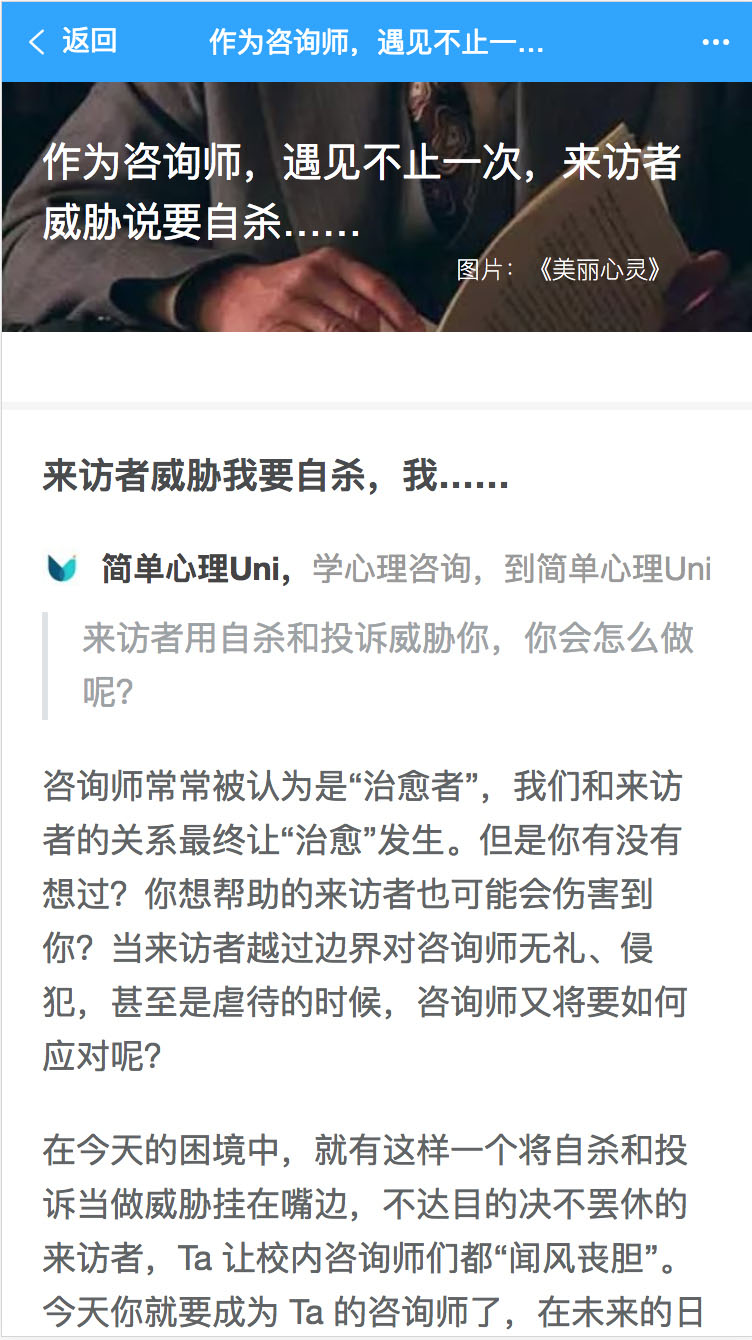 返回
作为咨询师，遇见不止一...
作为咨询师，遇见不止一次，来访者
威胁说要自杀……
图片：《美丽心灵》
来访者威胁我要自杀，我……
简单心理Uni，学心理咨询，到简单心理Uni
来访者用自杀和投诉威胁你，你会怎么做
呢？
咨询师常常被认为是“治愈者”，我们和来访
者的关系最终让“治愈”发生。但是你有没有
想过？你想帮助的来访者也可能会伤害到
你？当来访者越过边界对咨询师无礼、侵
犯，甚至是虐待的时候，咨询师又将要如何
应对呢？
在今天的困境中，就有这样一个将自杀和投
诉当做威胁挂在嘴边，不达目的决不罢休的
来访者，Ta 让校内咨询师们都“闻风丧胆”。
今天你就要成为 Ta 的咨询师了，在未来的日